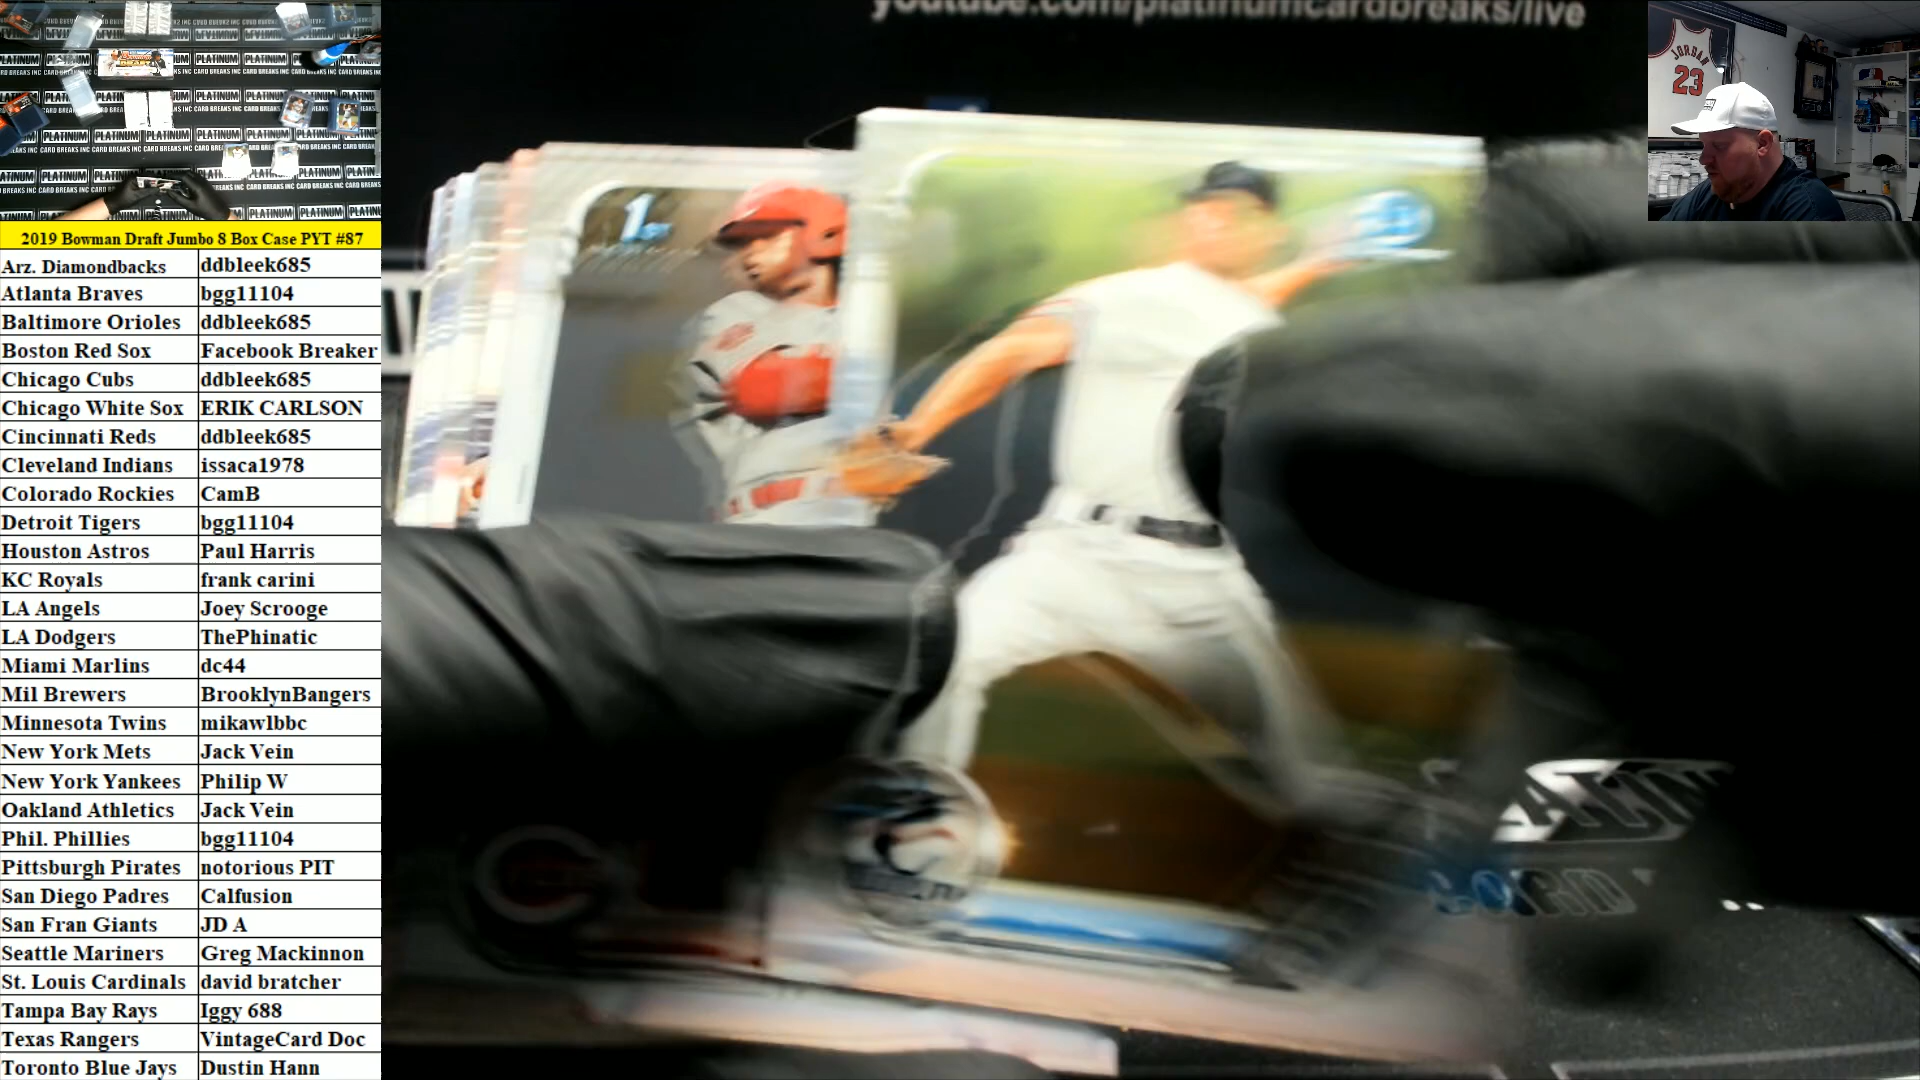 youtube.com/platinumcardbreaks/live
JORDAN
23
PLATINUM
CARD BREAKS INC
1st
2019 Bowman Draft Jumbo 8 Box Case PYT #87
Arz. Diamondbacks ddbleek685
Atlanta Braves bgg11104
Baltimore Orioles ddbleek685
Boston Red Sox Facebook Breaker
Chicago Cubs ddbleek685
Chicago White Sox ERIK CARLSON
Cincinnati Reds ddbleek685
Cleveland Indians issaca1978
Colorado Rockies CamB
Detroit Tigers bgg11104
Houston Astros Paul Harris
KC Royals frank carini
LA Angels Joey Scrooge
LA Dodgers ThePhinatic
Miami Marlins dc44
Mil Brewers BrooklynBangers
Minnesota Twins mikawlbbc
New York Mets Jack Vein
New York Yankees Philip W
Oakland Athletics Jack Vein
Phil. Phillies bgg11104
Pittsburgh Pirates notorious PIT
San Diego Padres Calfusion
San Fran Giants JD A
Seattle Mariners Greg Mackinnon
St. Louis Cardinals david bratcher
Tampa Bay Rays Iggy 688
Texas Rangers VintageCard Doc
Toronto Blue Jays Dustin Hann